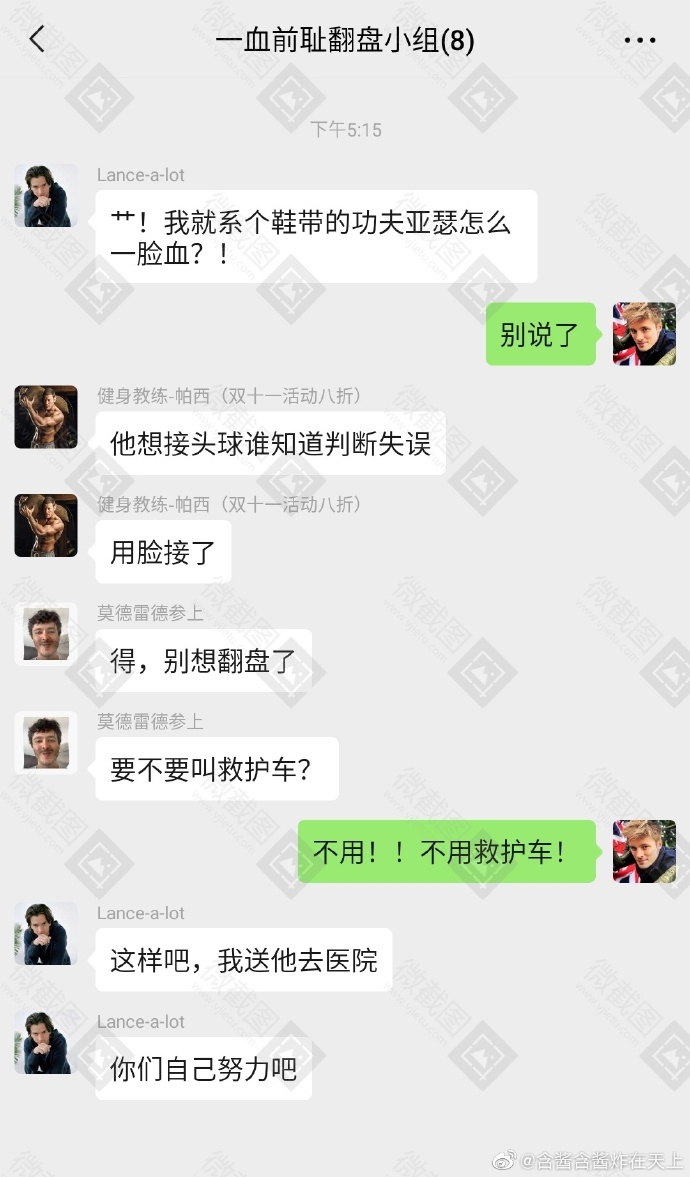 一血前耻翻盘小组(8)
下午5:15
Lance-a-lot
艹！我就系个鞋带的功夫亚瑟怎么
一脸血？！
别说了
健身教练-帕西（双十一活动八折）
他想接头球谁知道判断失误
健身教练-帕西（双十一活动八折）
用脸接了
莫德雷德参上
得，别想翻盘了
莫德雷德参上
要不要叫救护车？
不用！！不用救护车！
Lance-a-lot
这样吧，我送他去医院
Lance-a-lot
你们自己努力吧
@含酱含酱炸在天上
微截图